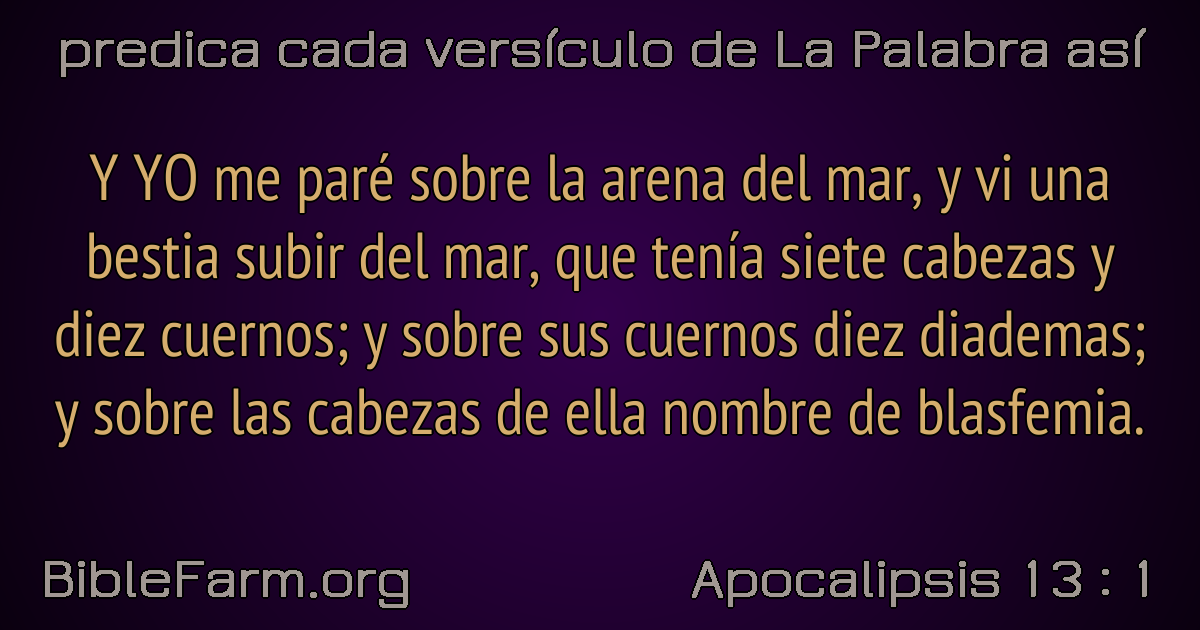 predica cada versículo de La Palabra así
Y YO me paré sobre la arena del mar, y vi una
bestia subir del mar, que tenía siete cabezas y
diez cuernos; y sobre sus cuernos diez diademas;
y sobre las cabezas de ella nombre de blasfemia.
BibleFarm.org
Apocalipsis 13 : 1